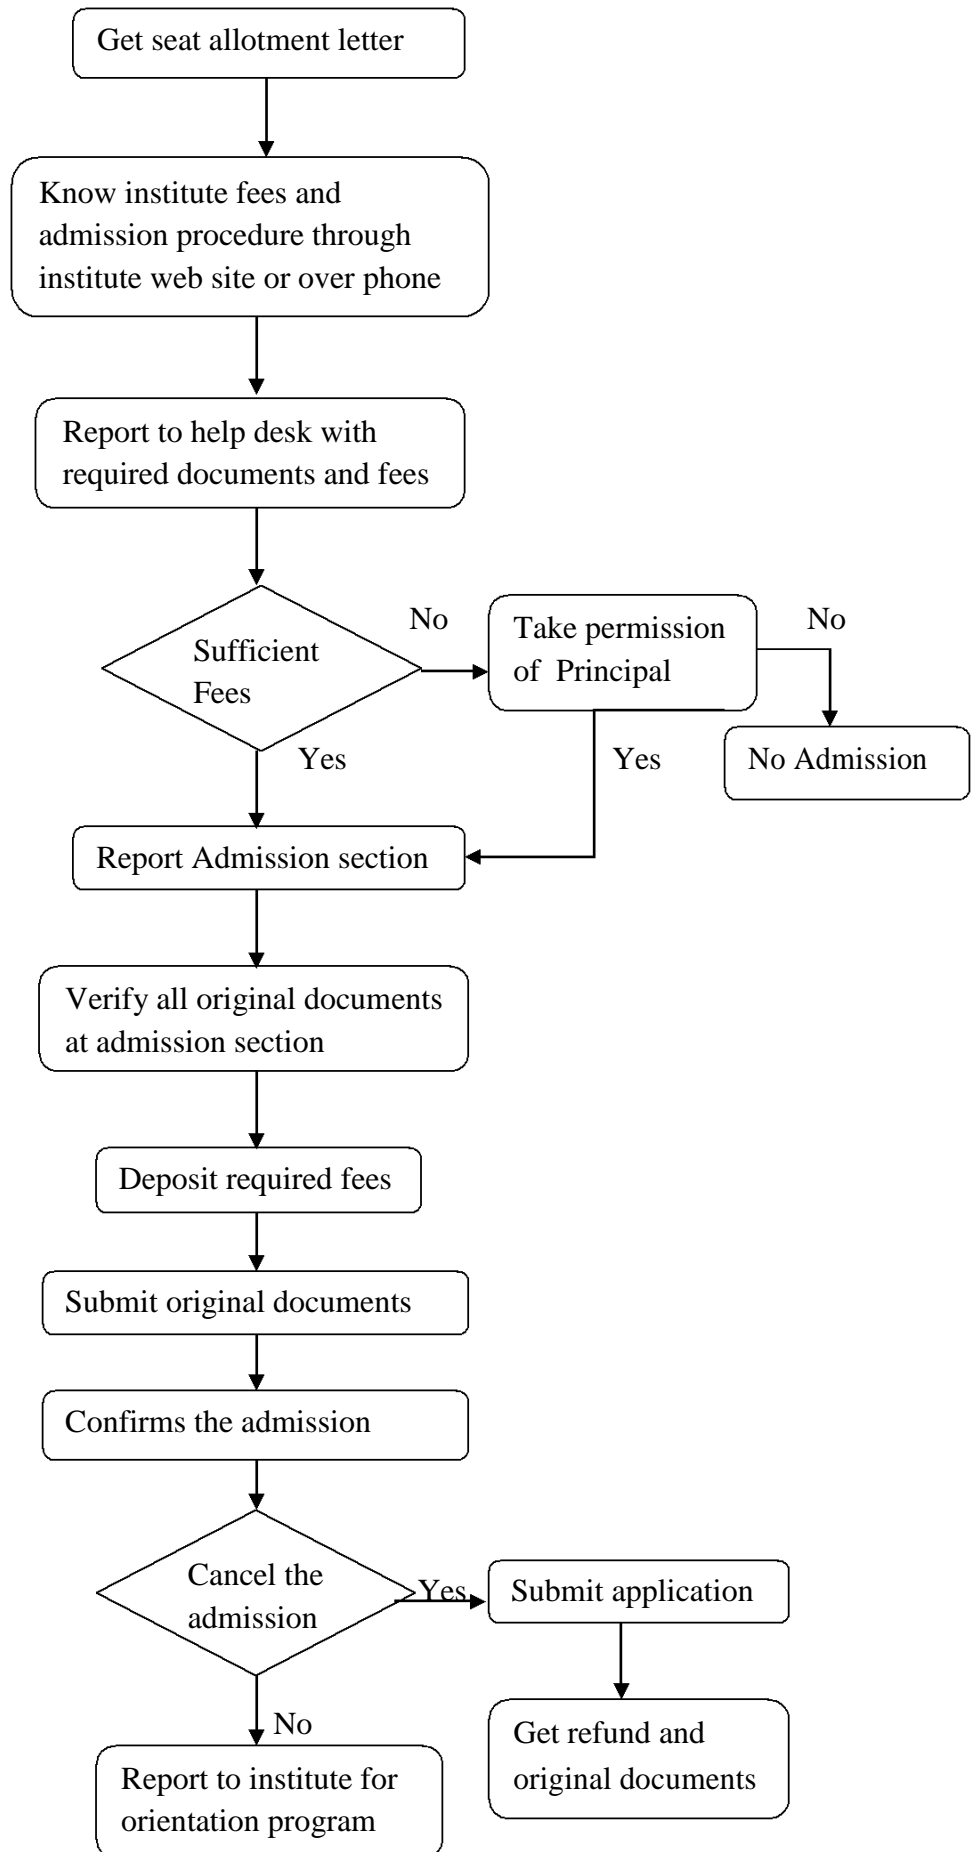 Get seat allotment letter
Know institute fees and
admission procedure through
institute web site or over phone
Report to help desk with
required documents and fees
Sufficient
Fees
No
Take permission
of  Principal
No
Yes
Yes
No Admission
Report Admission section
Verify all original documents
at admission section
Deposit required fees
Submit original documents
Confirms the admission
Cancel the
admission
Yes
Submit application
No
Get refund and
original documents
Report to institute for
orientation program